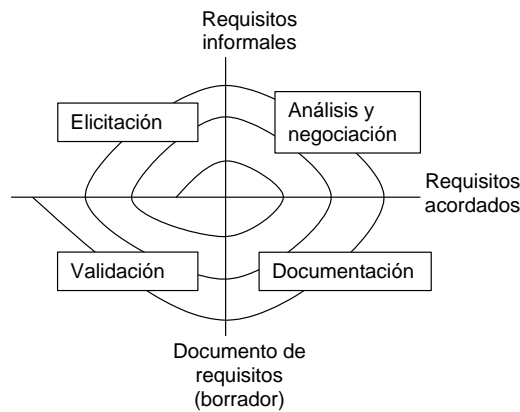 Requisitos
informales
Elicitación
Análisis y
negociación
Requisitos
acordados
Validación
Documentación
Documento de
requisitos
(borrador)